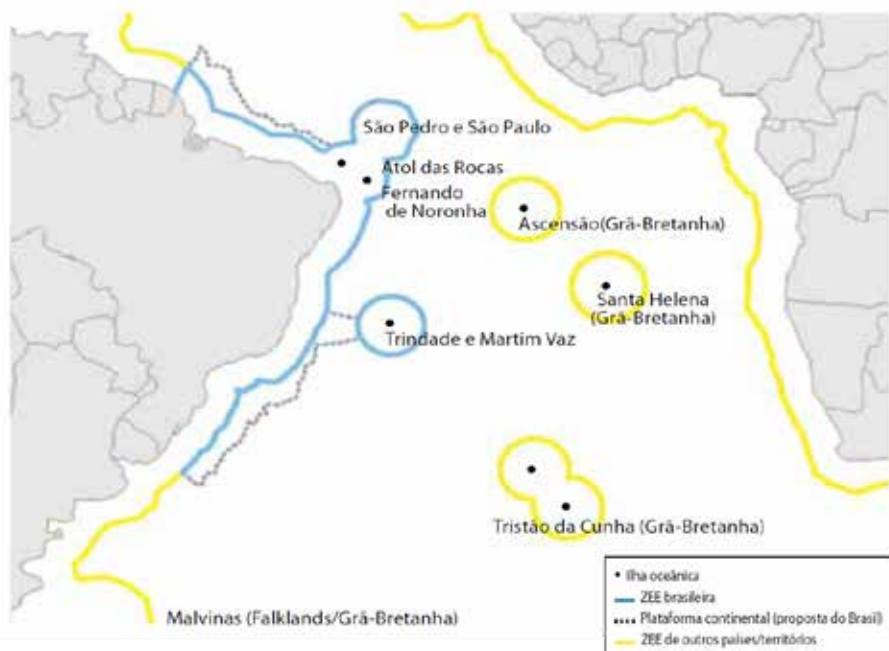 São Pedro e São Paulo
Atol das Rocas
Fernando
de Noronha
Ascensão(Grã-Bretanha)
Santa Helena
(Grã-Bretanha)
Trindade e Martim Vaz
Tristão da Cunha (Grã-Bretanha)
Malvinas (Falklands/Grã-Bretanha)
Ilha oceânica
ZEE brasileira
Plataforma continental (proposta do Brasil)
ZEE de outros países/territórios